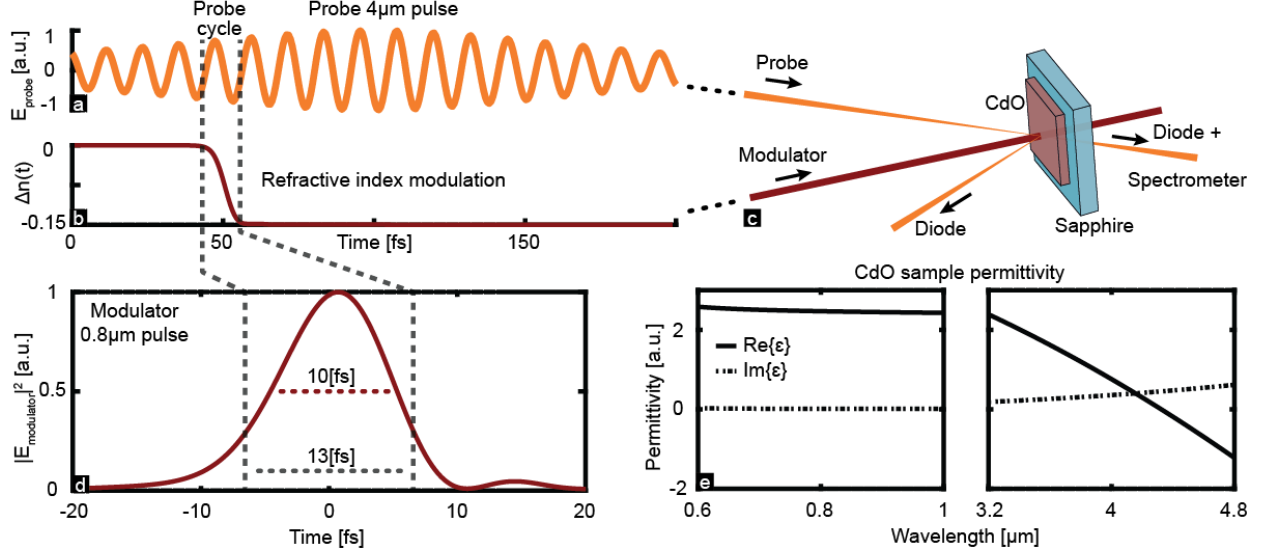 Probe
cycle
Probe 4µm pulse
E_probe [a.u.]
1
0
-1
a
Δn(t)
0
-0.15
Refractive index modulation
b
0
50
150
Time [fs]
Probe
Modulator
CdO
Diode +
Spectrometer
Diode
Sapphire
c
Modulator
0.8µm pulse
|E_modulator|² [a.u.]
1
0.5
0
10[fs]
13[fs]
d
-20
-10
0
10
20
Time [fs]
CdO sample permittivity
Permittivity [a.u.]
2
0
-2
Re{ε}
Im{ε}
e
0.6
0.8
1
3.2
4
4.8
Wavelength [µm]